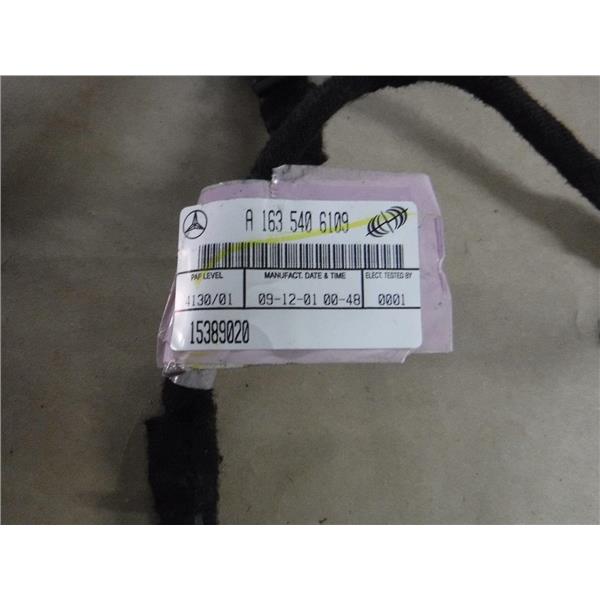 A 163 540 6109
PAF LEVEL MANUFACT. DATE & TIME ELECT. TESTED BY
4130/01 09-12-01 00-48 0001
15389020